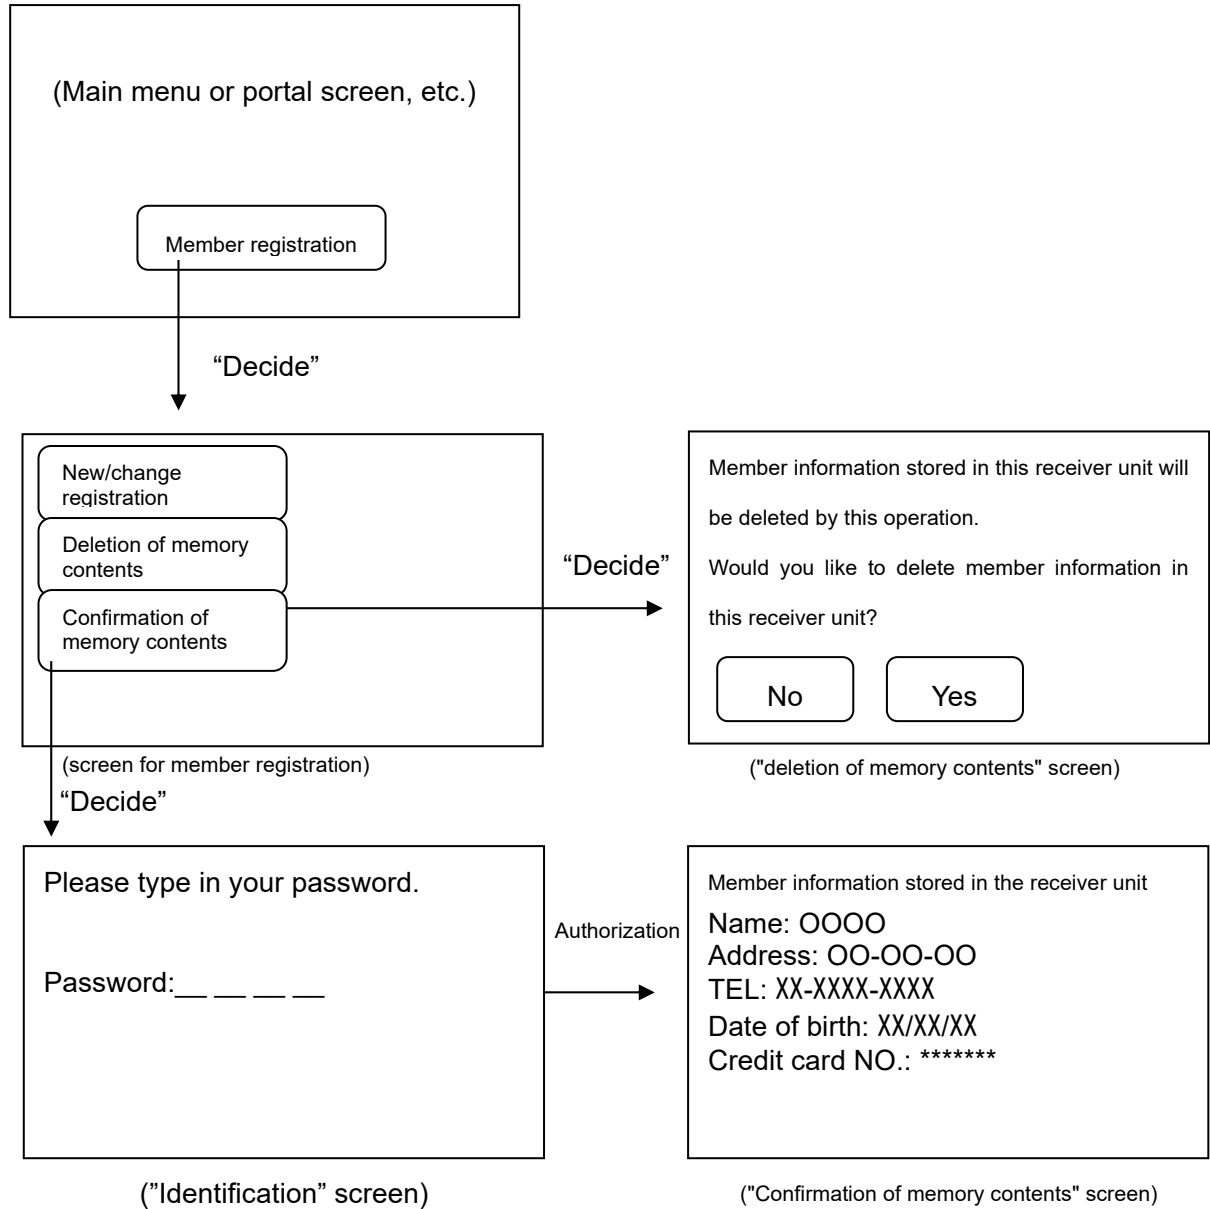 (Main menu or portal screen, etc.)
Member registration
“Decide”
New/change
registration
Deletion of memory
contents
Confirmation of
memory contents
(screen for member registration)
“Decide”
Member information stored in this receiver unit will
be deleted by this operation.
Would you like to delete member information in
this receiver unit?
No Yes
("deletion of memory contents" screen)
“Decide”
Please type in your password.
Password:__ __ __ __
(”Identification” screen)
Authorization
Member information stored in the receiver unit
Name: OOOO
Address: OO-OO-OO
TEL: XX-XXXX-XXXX
Date of birth: XX/XX/XX
Credit card NO.: *******
("Confirmation of memory contents" screen)